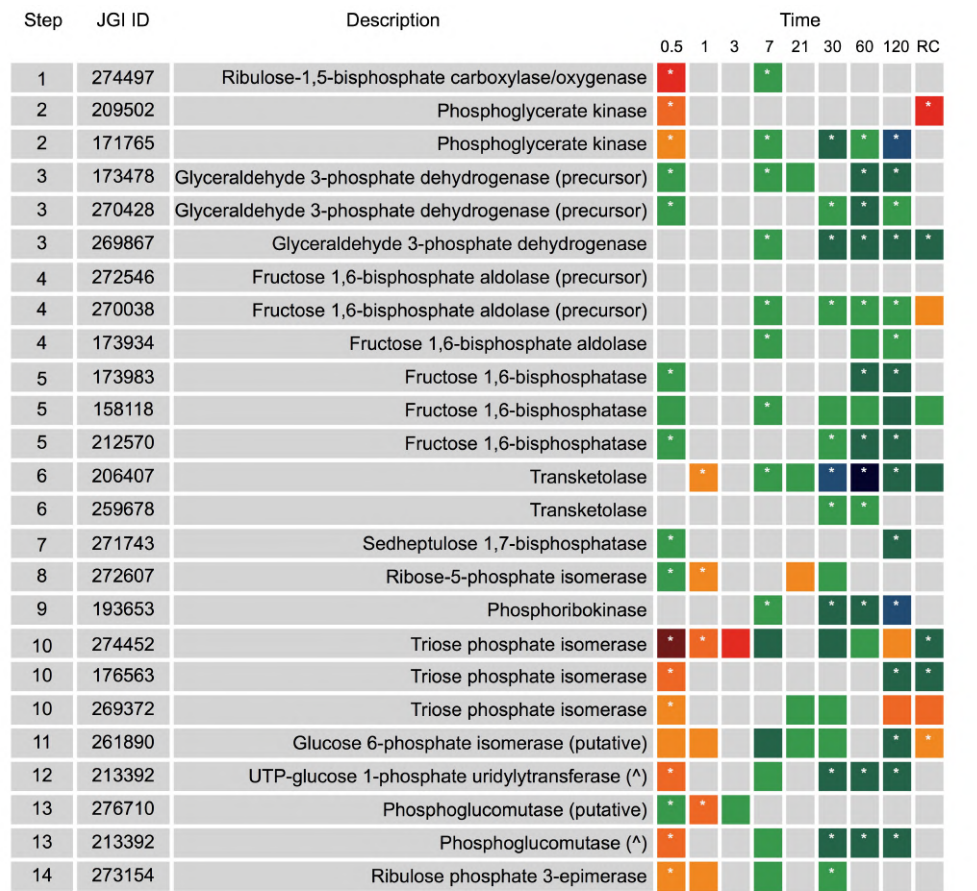 Step JGI ID Description Time
0.5 1 3 7 21 30 60 120 RC
1 274497 Ribulose-1,5-bisphosphate carboxylase/oxygenase * *
2 209502 Phosphoglycerate kinase * *
2 171765 Phosphoglycerate kinase * * * * *
3 173478 Glyceraldehyde 3-phosphate dehydrogenase (precursor) * * * *
3 270428 Glyceraldehyde 3-phosphate dehydrogenase (precursor) * * * *
3 269867 Glyceraldehyde 3-phosphate dehydrogenase * * * * *
4 272546 Fructose 1,6-bisphosphate aldolase (precursor)
4 270038 Fructose 1,6-bisphosphate aldolase (precursor) * * * *
4 173934 Fructose 1,6-bisphosphate aldolase * *
5 173983 Fructose 1,6-bisphosphatase * * *
5 158118 Fructose 1,6-bisphosphatase *
5 212570 Fructose 1,6-bisphosphatase * * * *
6 206407 Transketolase * * * * *
6 259678 Transketolase * *
7 271743 Sedheptulose 1,7-bisphosphatase * *
8 272607 Ribose-5-phosphate isomerase * *
9 193653 Phosphoribokinase * * * *
10 274452 Triose phosphate isomerase * * *
10 176563 Triose phosphate isomerase * * *
10 269372 Triose phosphate isomerase *
11 261890 Glucose 6-phosphate isomerase (putative) * *
12 213392 UTP-glucose 1-phosphate uridylytransferase (^) * * * *
13 276710 Phosphoglucomutase (putative) * *
13 213392 Phosphoglucomutase (^) * * * *
14 273154 Ribulose phosphate 3-epimerase * *